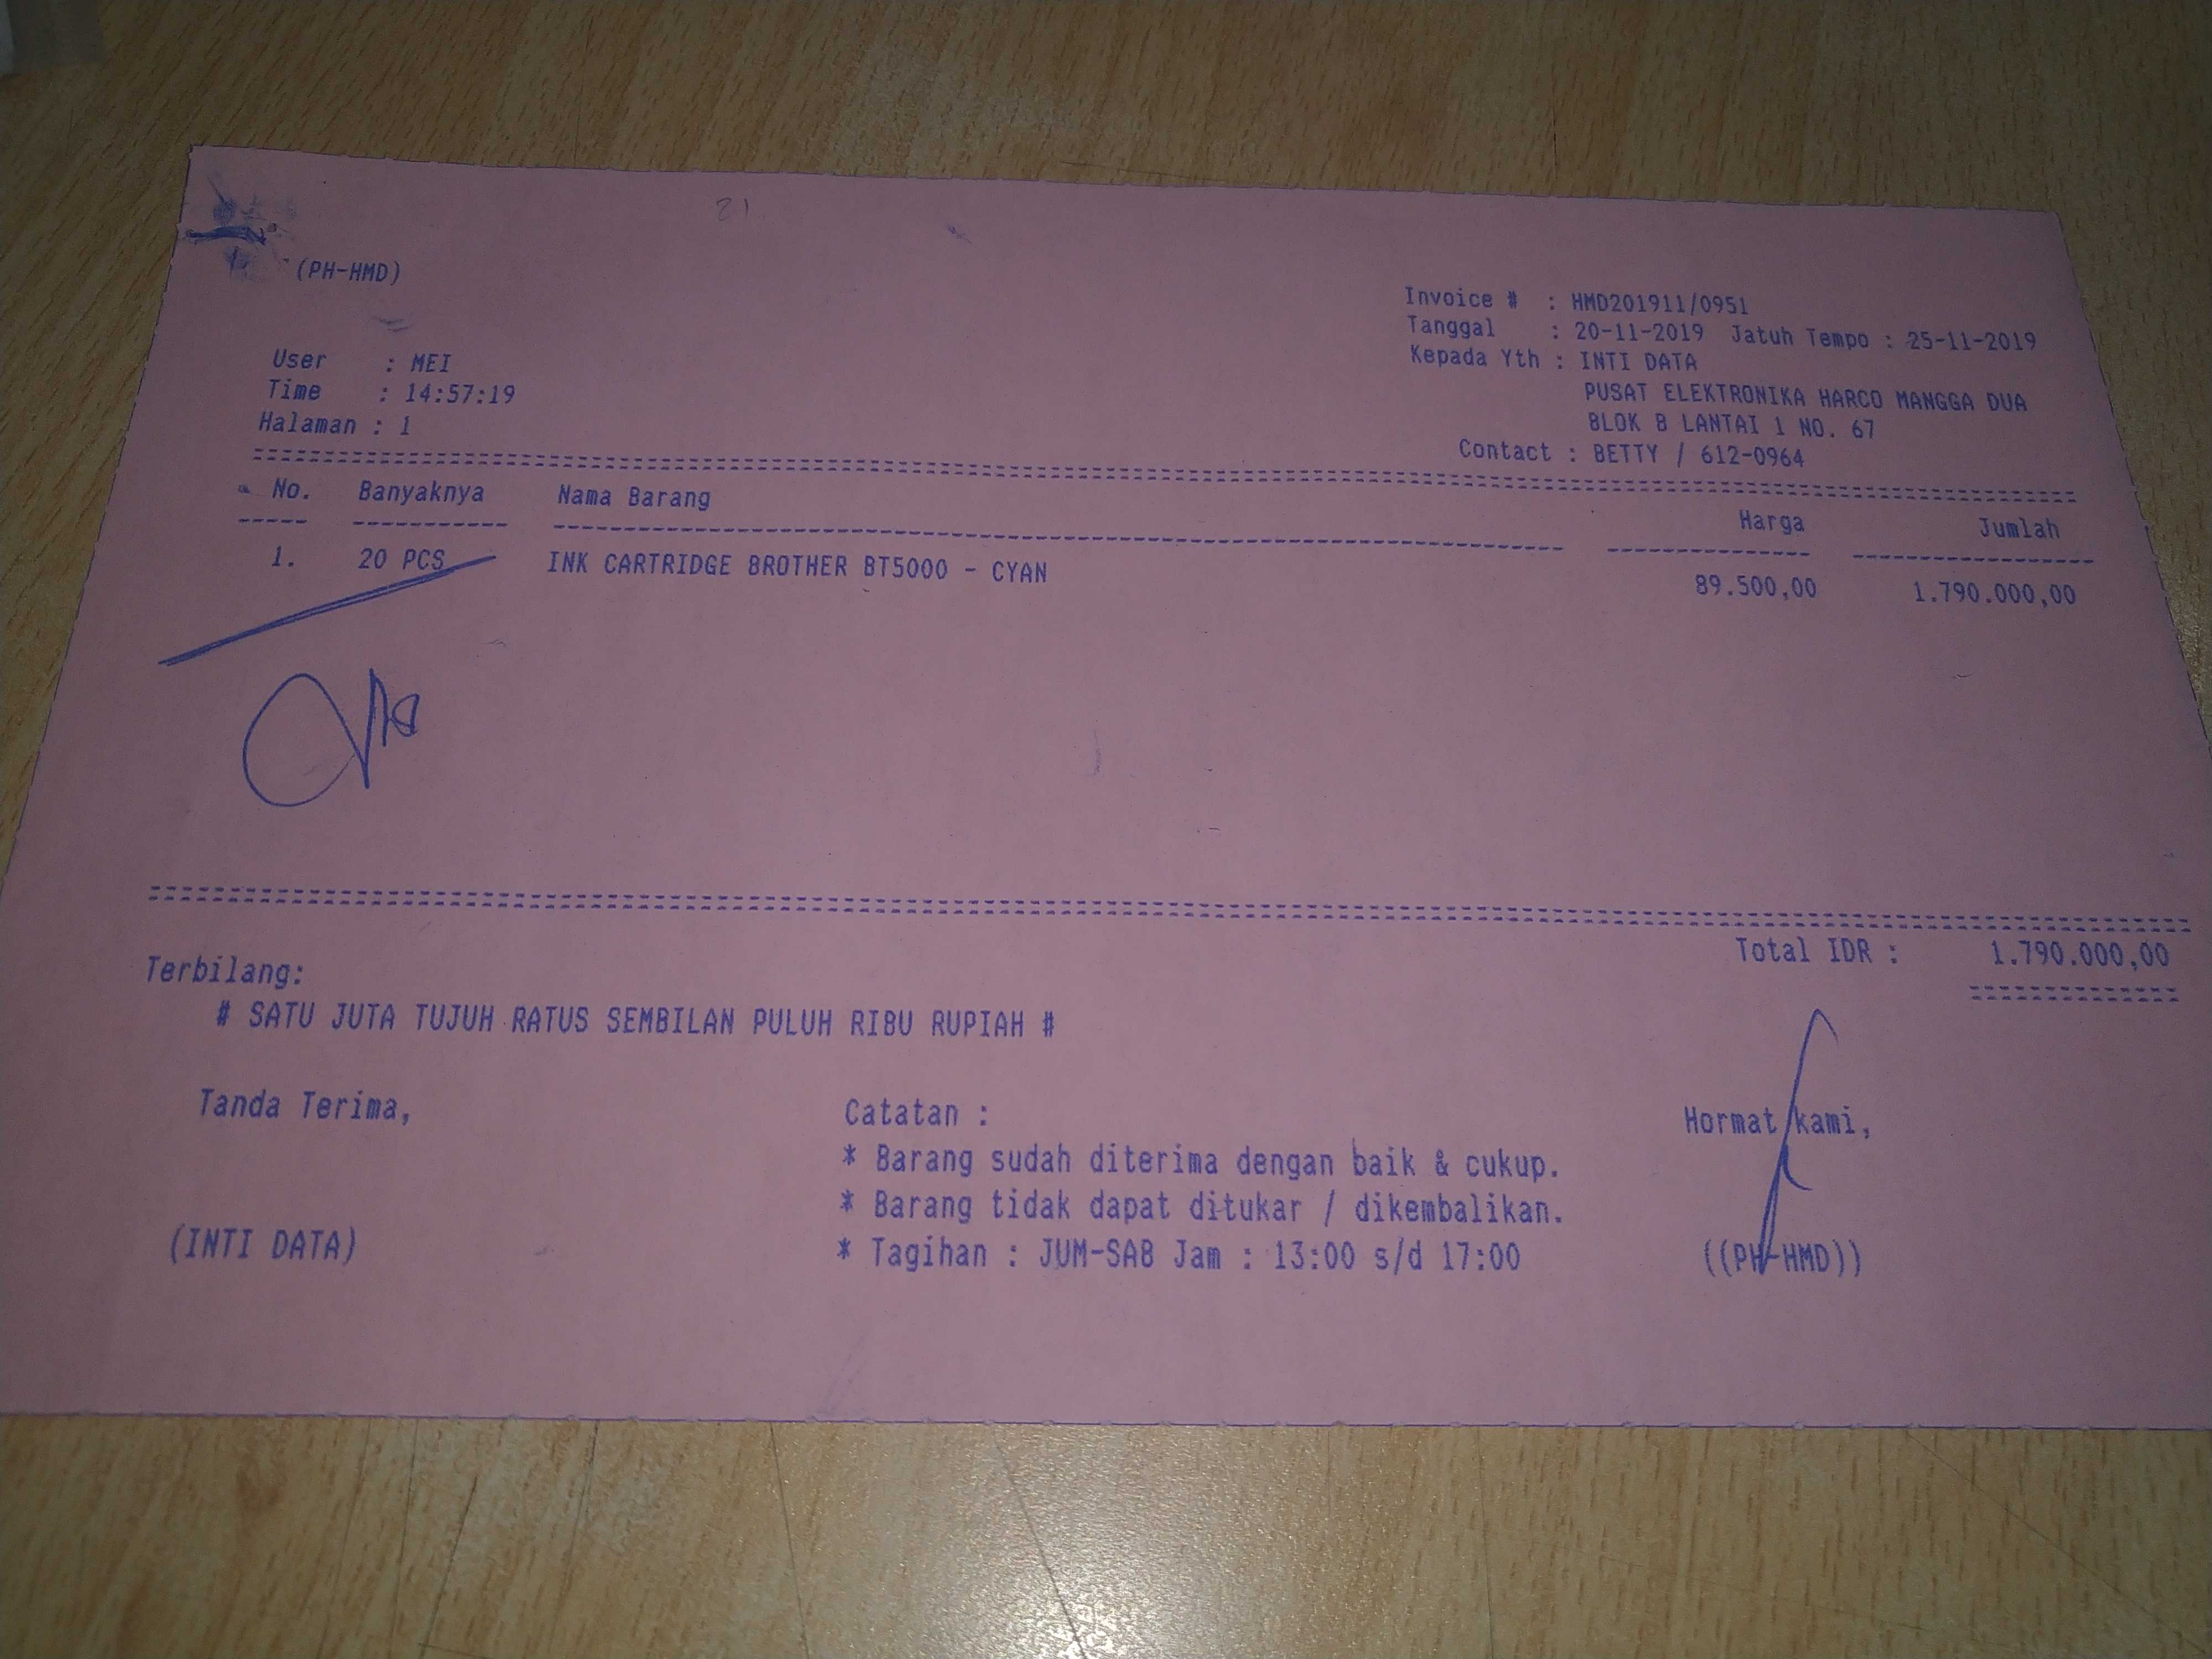 21
(PH-HMD)
Invoice # : HMD201911/0951
Tanggal : 20-11-2019 Jatuh Tempo : 25-11-2019
Kepada Yth : INTI DATA
PUSAT ELEKTRONIKA HARCO MANGGA DUA
BLOK B LANTAI 1 NO. 67
Contact : BETTY / 612-0964
User : MEI
Time : 14:57:19
Halaman : 1
No. Banyaknya Nama Barang Harga Jumlah
1. 20 PCS INK CARTRIDGE BROTHER BT5000 - CYAN 89.500,00 1.790.000,00
Total IDR : 1.790.000,00
Terbilang:
# SATU JUTA TUJUH RATUS SEMBILAN PULUH RIBU RUPIAH #
Tanda Terima,
(INTI DATA)
Catatan :
* Barang sudah diterima dengan baik & cukup.
* Barang tidak dapat ditukar / dikembalikan.
* Tagihan : JUM-SAB Jam : 13:00 s/d 17:00
Hormat kami,
((PH-HMD))